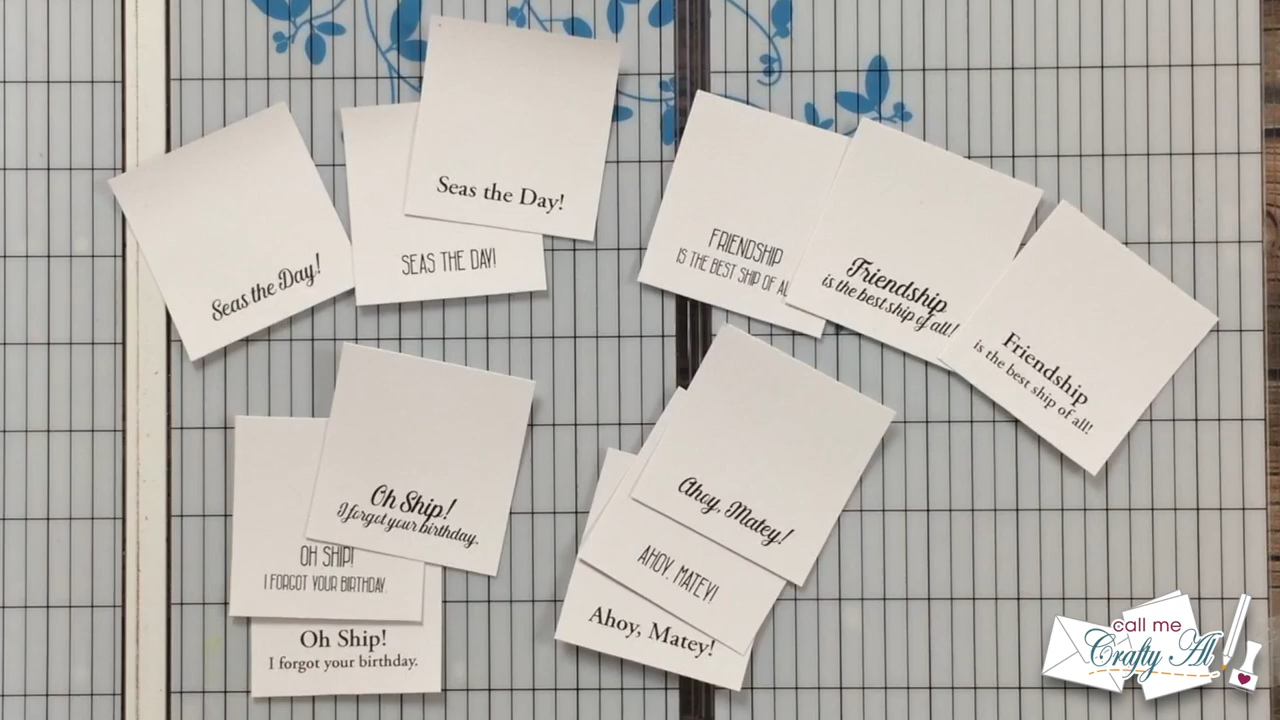 Seas the Day!
SEAS THE DAY!
Seas the Day!
FRIENDSHIP
IS THE BEST SHIP OF AL
Friendship
is the best ship of all!
Friendship
is the best ship of all!
Oh Ship!
I forgot your birthday.
OH SHIP!
I FORGOT YOUR BIRTHDAY.
Oh Ship!
I forgot your birthday.
Ahoy, Matey!
AHOY, MATEY!
Ahoy, Matey!
call me
Crafty Al